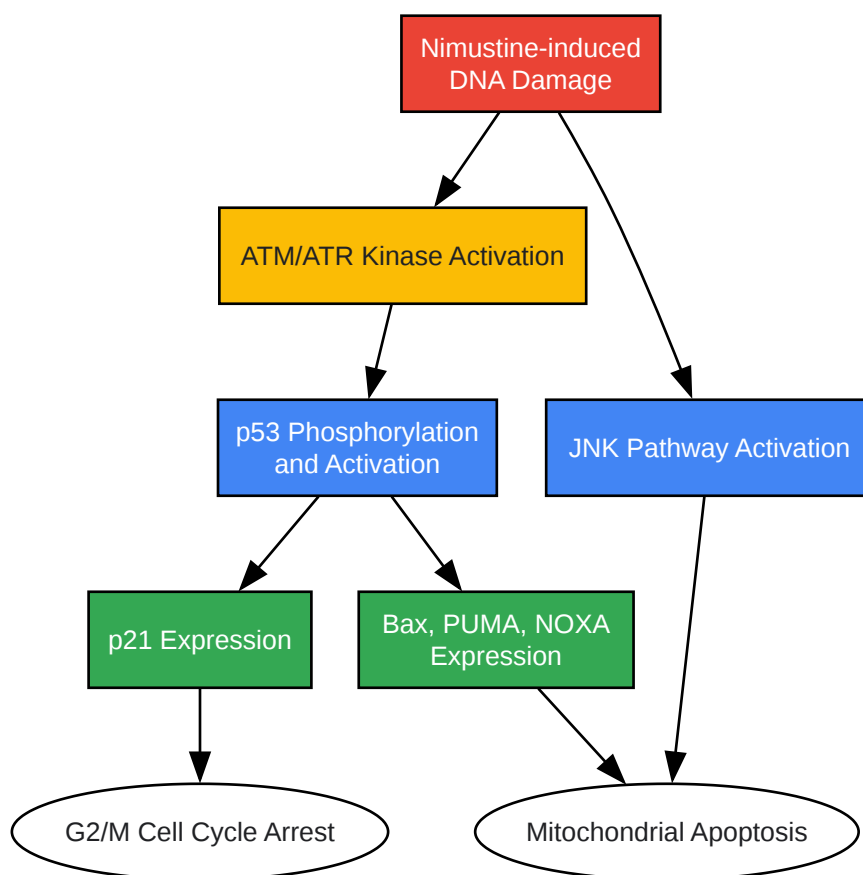 Nimustine-induced
DNA Damage
ATM/ATR Kinase Activation
p53 Phosphorylation
and Activation
JNK Pathway Activation
p21 Expression
Bax, PUMA, NOXA
Expression
G2/M Cell Cycle Arrest
Mitochondrial Apoptosis